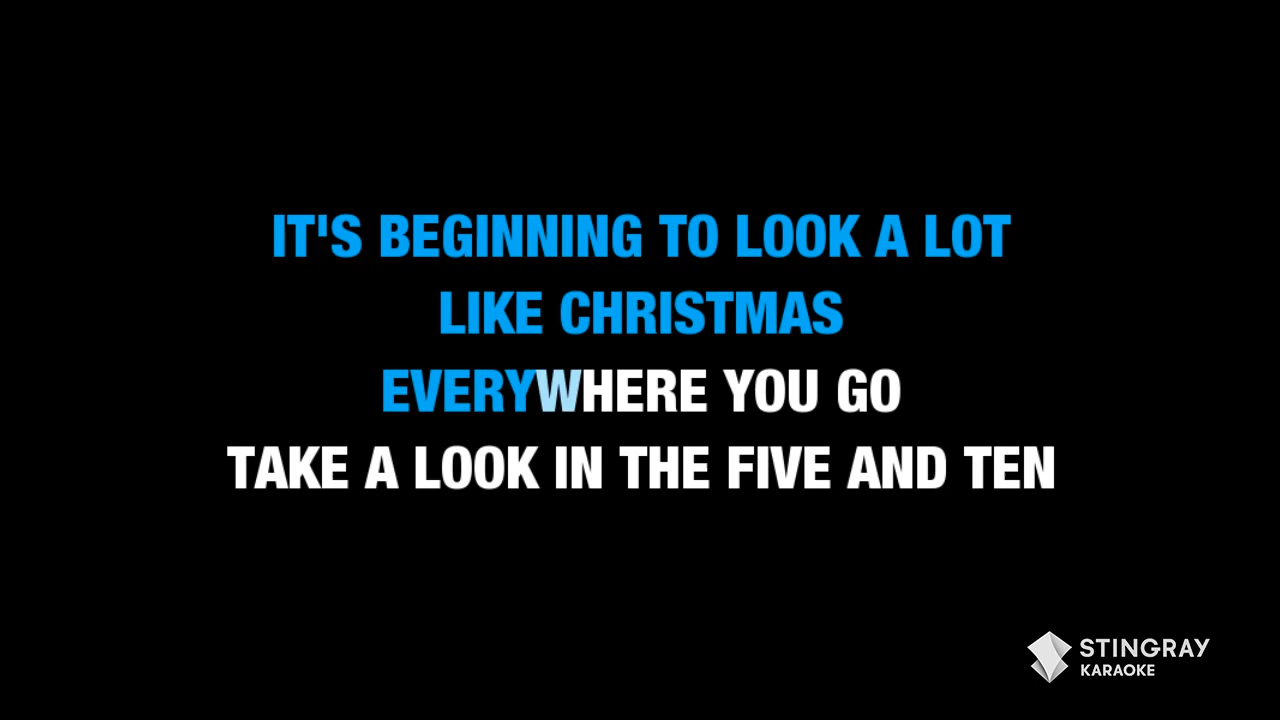 IT'S BEGINNING TO LOOK A LOT
LIKE CHRISTMAS
EVERYWHERE YOU GO
TAKE A LOOK IN THE FIVE AND TEN
STINGRAY
KARAOKE